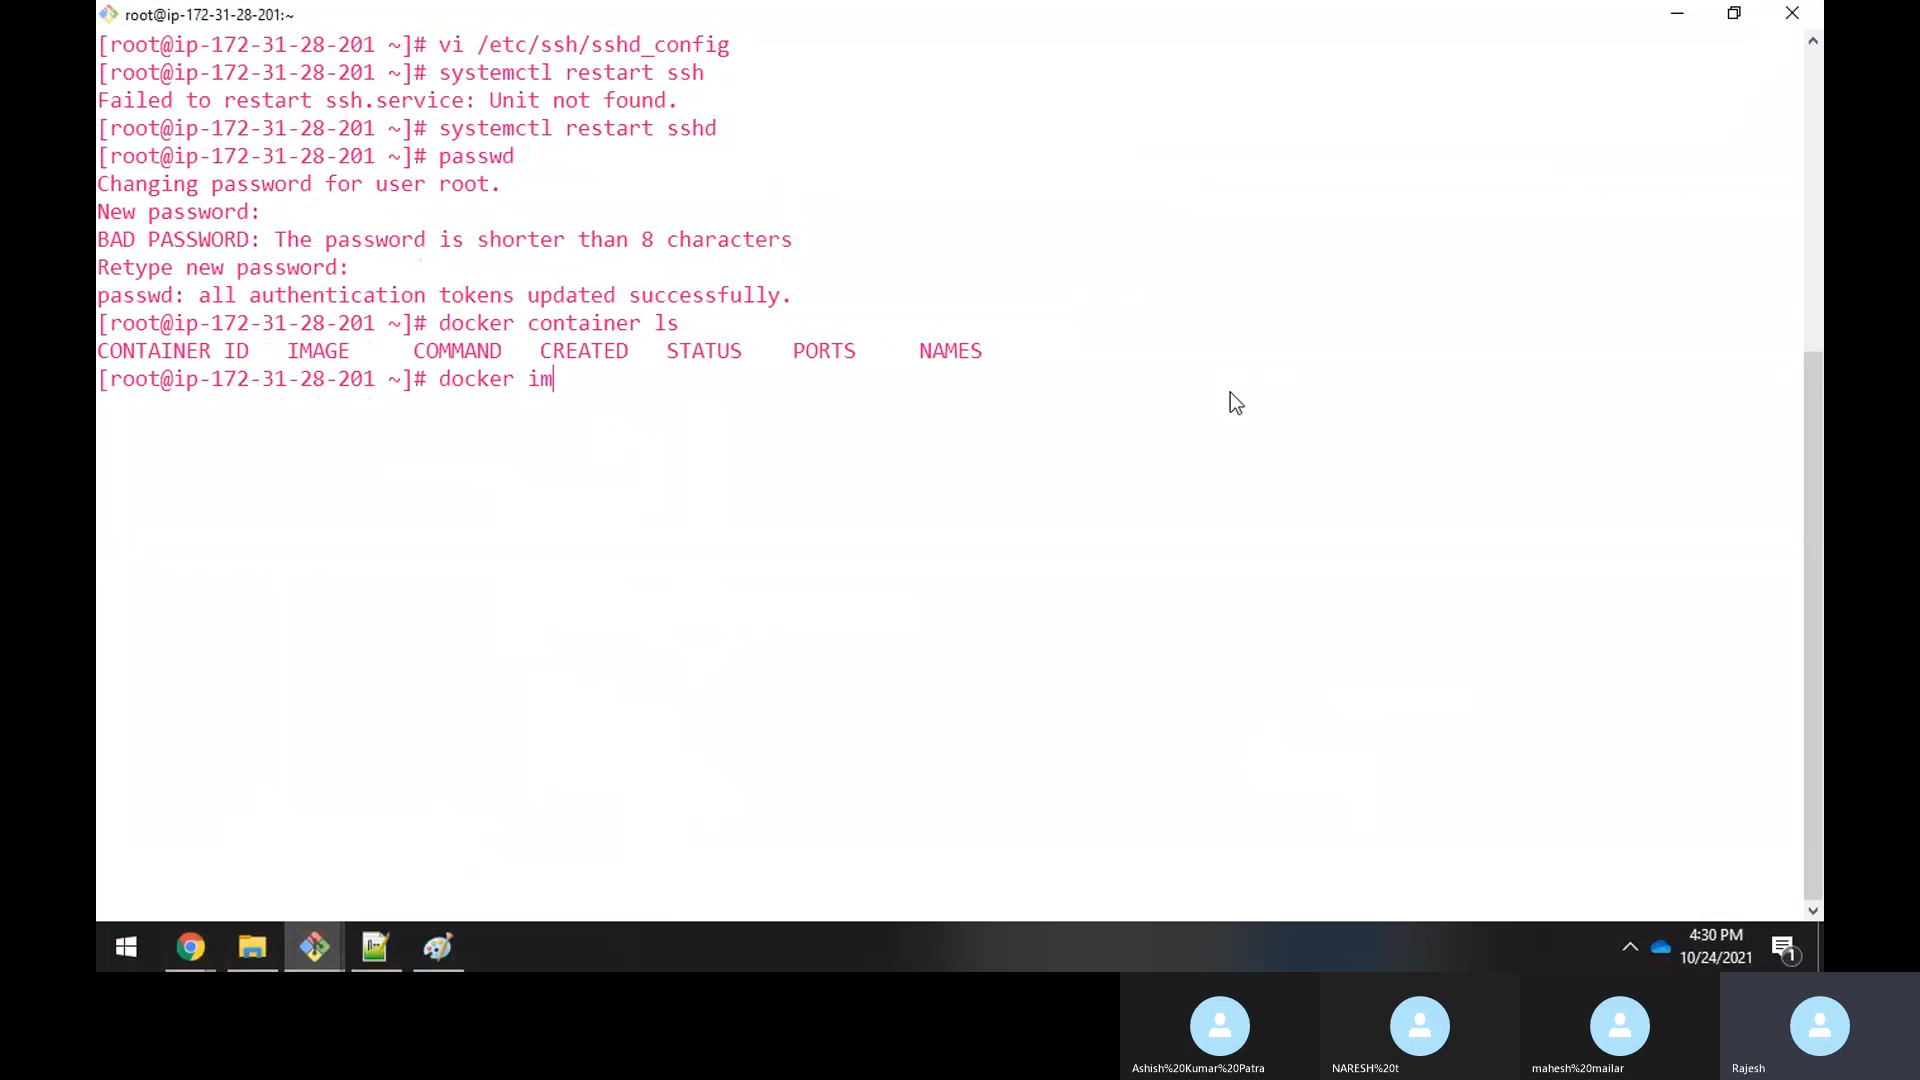 root@ip-172-31-28-201:~
[root@ip-172-31-28-201 ~]# vi /etc/ssh/sshd_config
[root@ip-172-31-28-201 ~]# systemctl restart ssh
Failed to restart ssh.service: Unit not found.
[root@ip-172-31-28-201 ~]# systemctl restart sshd
[root@ip-172-31-28-201 ~]# passwd
Changing password for user root.
New password:
BAD PASSWORD: The password is shorter than 8 characters
Retype new password:
passwd: all authentication tokens updated successfully.
[root@ip-172-31-28-201 ~]# docker container ls
CONTAINER ID   IMAGE     COMMAND   CREATED   STATUS    PORTS     NAMES
[root@ip-172-31-28-201 ~]# docker im
4:30 PM
10/24/2021
1
Ashish%20Kumar%20Patra
NARESH%20t
mahesh%20mailar
Rajesh